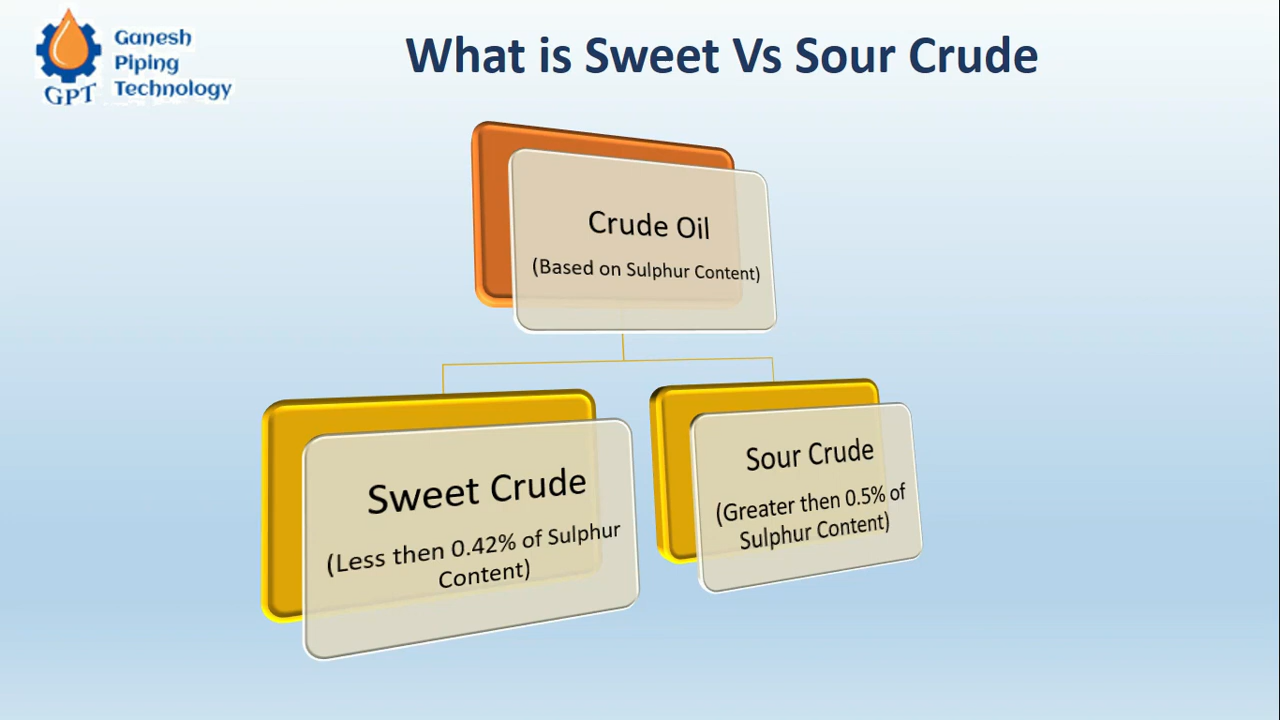 Ganesh
Piping
Technology
GPT
What is Sweet Vs Sour Crude
Crude Oil
(Based on Sulphur Content)
Sweet Crude
(Less then 0.42% of Sulphur
Content)
Sour Crude
(Greater then 0.5% of
Sulphur Content)